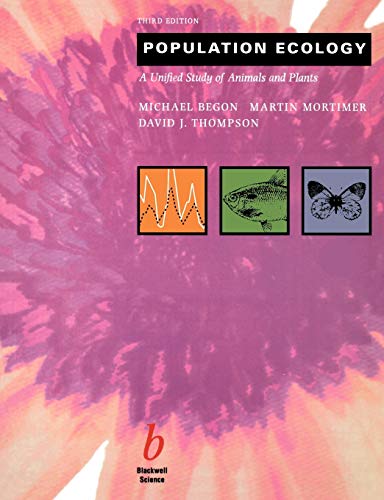 THIRD EDITION
POPULATION ECOLOGY
A Unified Study of Animals and Plants
MICHAEL BEGON MARTIN MORTIMER
DAVID J. THOMPSON
b
Blackwell
Science